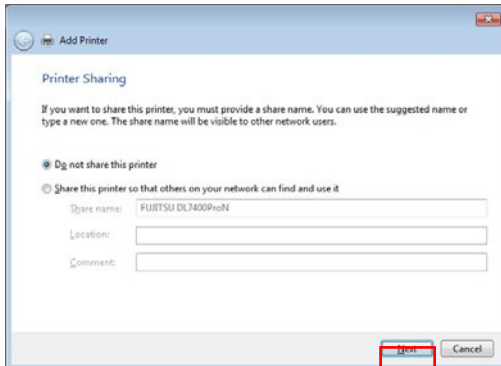 Add Printer
Printer Sharing
If you want to share this printer, you must provide a share name. You can use the suggested name or
type a new one. The share name will be visible to other network users.
Do not share this printer
Share this printer so that others on your network can find and use it
Share name: FUJITSU DL7400ProN
Location:
Comment:
Next Cancel